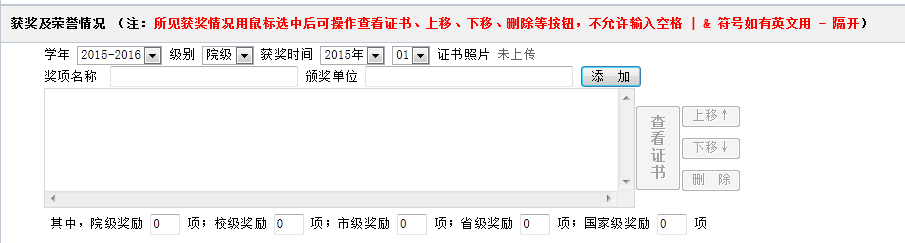 获奖及荣誉情况 （注：所见获奖情况用鼠标选中后可操作查看证书、上移、下移、删除等按钮，不允许输入空格 | & 符号如有英文用 - 隔开）
学年 2015-2016 级别 院级 获奖时间 2015年 01 证书照片 未上传
奖项名称 颁奖单位 添 加
查看证书
上移↑
下移↓
删 除
其中，院级奖励 0 项；校级奖励 0 项；市级奖励 0 项；省级奖励 0 项；国家级奖励 0 项